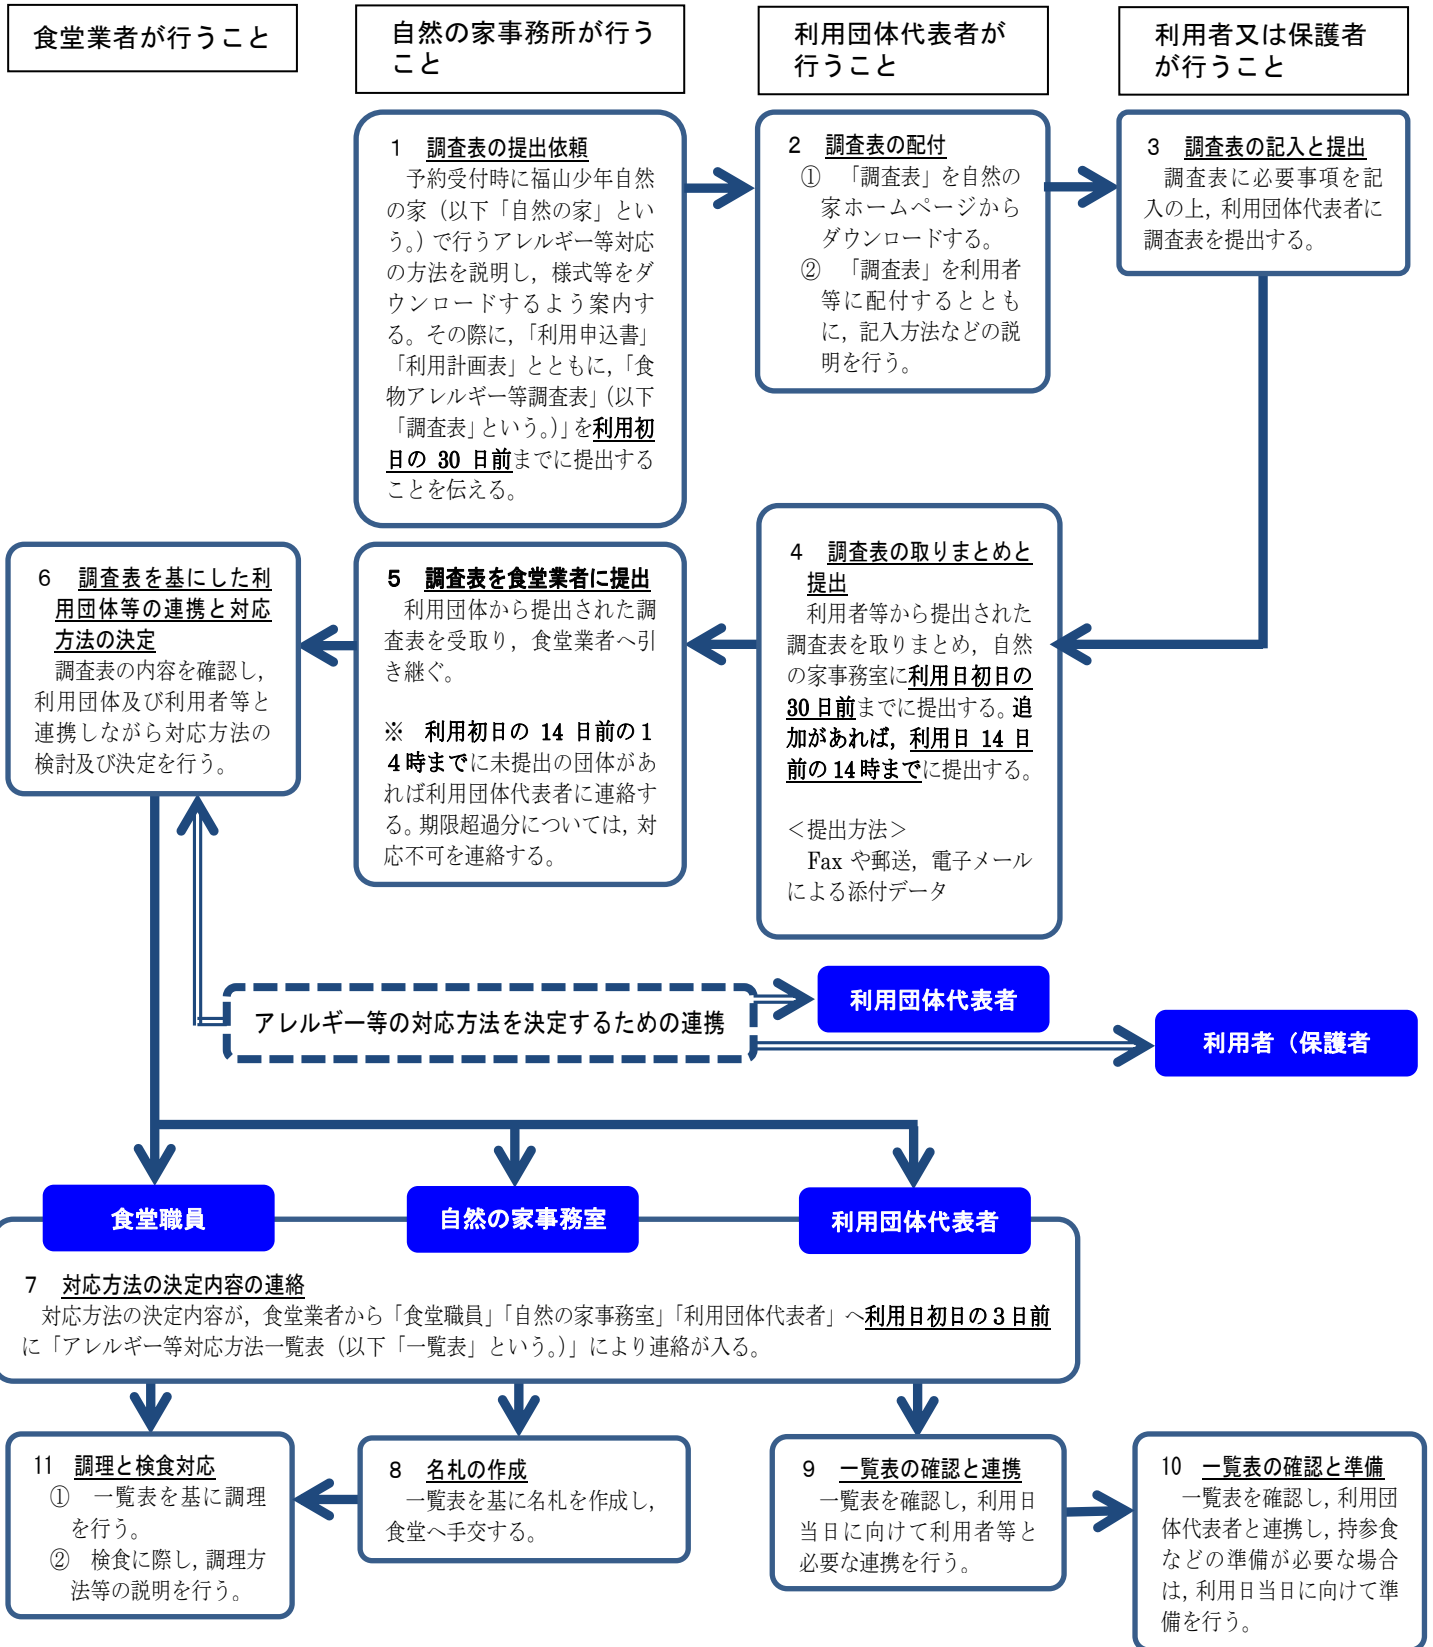 食堂業者が行うこと
自然の家事務所が行う
こと
利用団体代表者が
行うこと
利用者又は保護者
が行うこと
1 調査表の提出依頼
予約受付時に福山少年自然
の家（以下「自然の家」とい
う。）で行うアレルギー等対応
の方法を説明し，様式等をダ
ウンロードするよう案内す
る。その際に，「利用申込書」
「利用計画表」とともに，「食
物アレルギー等調査表」（以下
「調査表」という。）」を利用初
日の 30 日前までに提出する
ことを伝える。
2 調査表の配付
① 「調査表」を自然の
家ホームページから
ダウンロードする。
② 「調査表」を利用者
等に配付するととも
に，記入方法などの説
明を行う。
3 調査表の記入と提出
調査表に必要事項を記
入の上，利用団体代表者に
調査表を提出する。
4 調査表の取りまとめと
提出
利用者等から提出された
調査表を取りまとめ，自然
の家事務室に利用日初日の
30 日前までに提出する。追
加があれば，利用日 14 日
前の 14 時までに提出する。
＜提出方法＞
Fax や郵送，電子メール
による添付データ
5 調査表を食堂業者に提出
利用団体から提出された調
査表を受取り，食堂業者へ引
き継ぐ。
※ 利用初日の 14 日前の１
４時までに未提出の団体があ
れば利用団体代表者に連絡す
る。期限超過分については，対
応不可を連絡する。
6 調査表を基にした利
用団体等の連携と対応
方法の決定
調査表の内容を確認し，
利用団体及び利用者等と
連携しながら対応方法の
検討及び決定を行う。
アレルギー等の対応方法を決定するための連携
利用団体代表者
利用者（保護者
食堂職員
自然の家事務室
利用団体代表者
7 対応方法の決定内容の連絡
対応方法の決定内容が，食堂業者から「食堂職員」「自然の家事務室」「利用団体代表者」へ利用日初日の３日前
に「アレルギー等対応方法一覧表（以下「一覧表」という。）」により連絡が入る。
11 調理と検食対応
① 一覧表を基に調理
を行う。
② 検食に際し，調理方
法等の説明を行う。
8 名札の作成
一覧表を基に名札を作成し，
食堂へ手交する。
9 一覧表の確認と連携
一覧表を確認し，利用日
当日に向けて利用者等と
必要な連携を行う。
10 一覧表の確認と準備
一覧表を確認し，利用団
体代表者と連携し，持参食
などの準備が必要な場合
は，利用日当日に向けて準
備を行う。